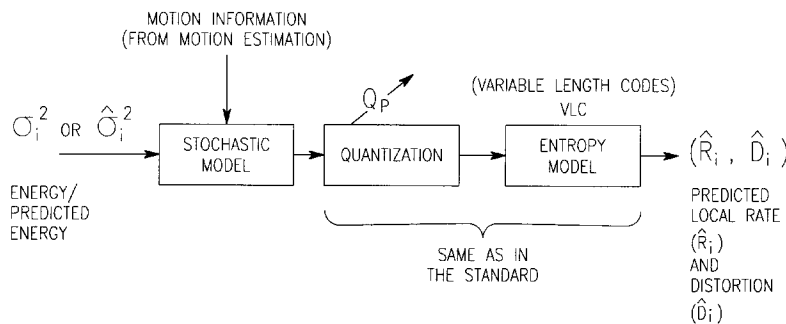 MOTION INFORMATION
(FROM MOTION ESTIMATION)
σᵢ² OR σ̂ᵢ²
STOCHASTIC
MODEL
Qₚ
QUANTIZATION
(VARIABLE LENGTH CODES)
VLC
ENTROPY
MODEL
(R̂ᵢ , D̂ᵢ)
ENERGY/
PREDICTED
ENERGY
SAME AS IN
THE STANDARD
PREDICTED
LOCAL RATE
(R̂ᵢ)
AND
DISTORTION
(D̂ᵢ)